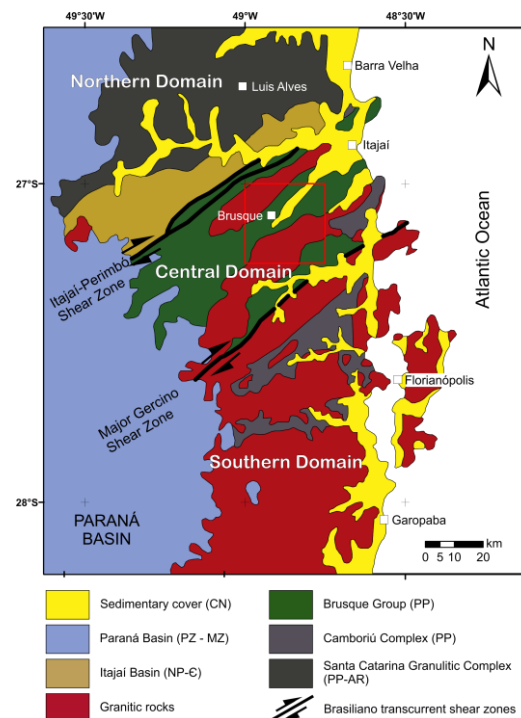 49°30'W 49°W 48°30'W
N
Northern Domain
Barra Velha
Luis Alves
Itajaí
27°S
Brusque
Atlantic Ocean
Itajaí-Perimbó
Shear Zone
Central Domain
Major Gercino
Shear Zone
Florianópolis
Southern Domain
28°S
PARANÁ
BASIN
Garopaba
km
0 5 10 20
Sedimentary cover (CN)
Paraná Basin (PZ - MZ)
Itajaí Basin (NP-Є)
Granitic rocks
Brusque Group (PP)
Camboriú Complex (PP)
Santa Catarina Granulitic Complex
(PP-AR)
Brasiliano transcurrent shear zones